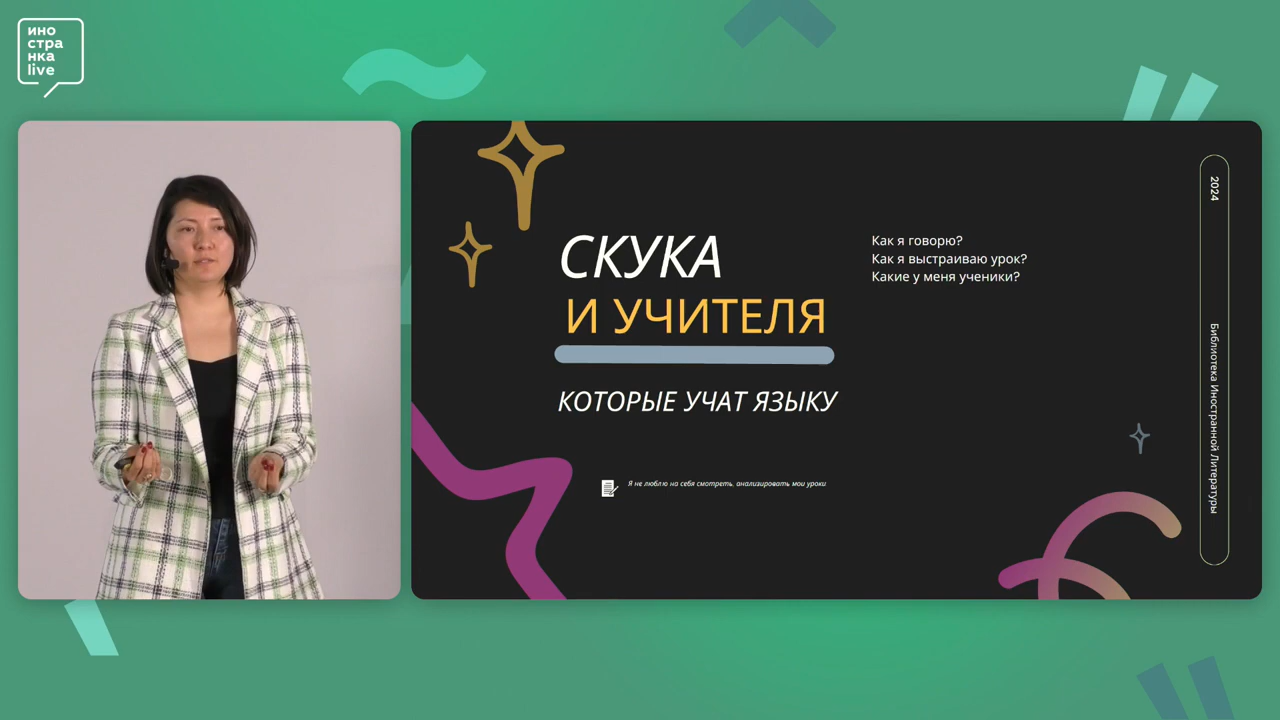 ино
стра
нка
live
СКУКА
И УЧИТЕЛЯ
КОТОРЫЕ УЧАТ ЯЗЫКУ
Я не люблю на себя смотреть, анализировать мои уроки
Как я говорю?
Как я выстраиваю урок?
Какие у меня ученики?
2024
Библиотека Иностранной Литературы